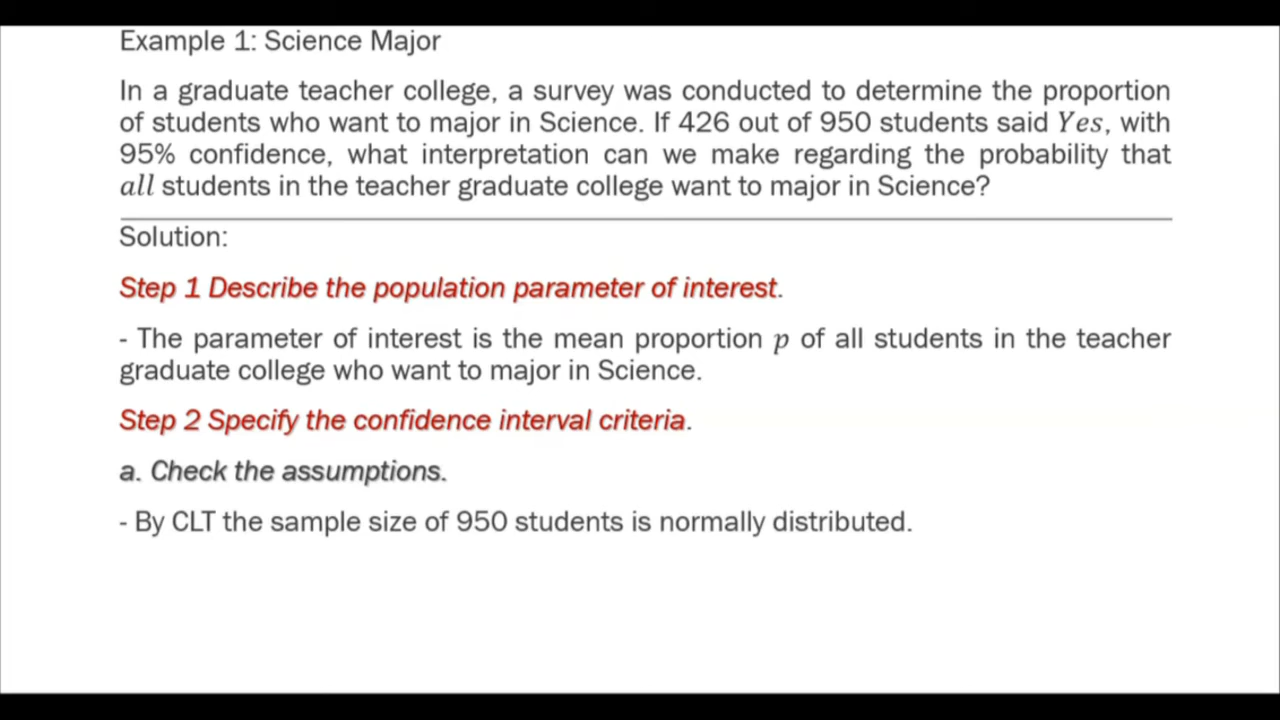 Example 1: Science Major
In a graduate teacher college, a survey was conducted to determine the proportion
of students who want to major in Science. If 426 out of 950 students said Yes, with
95% confidence, what interpretation can we make regarding the probability that
all students in the teacher graduate college want to major in Science?
Solution:
Step 1 Describe the population parameter of interest.
- The parameter of interest is the mean proportion p of all students in the teacher
graduate college who want to major in Science.
Step 2 Specify the confidence interval criteria.
a. Check the assumptions.
- By CLT the sample size of 950 students is normally distributed.